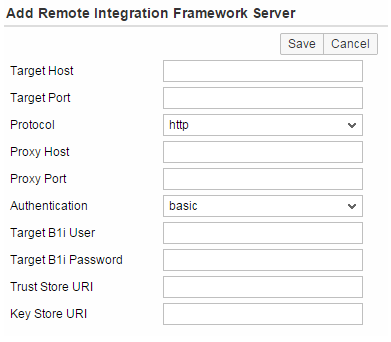 Add Remote Integration Framework Server
Save Cancel
Target Host
Target Port
Protocol http
Proxy Host
Proxy Port
Authentication basic
Target B1i User
Target B1i Password
Trust Store URI
Key Store URI